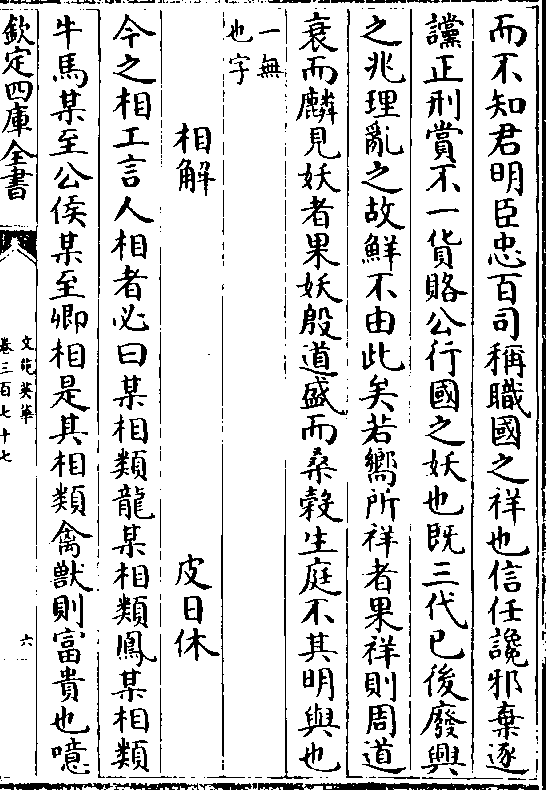 而不知君明臣忠百司稱職國之祥也信任讒邪棄逐
讜正刑賞不一貨賂公行國之妖也既三代已後廢興
之兆理亂之故鮮不由此矣若嚮所祥者果祥則周道
衰而麟見妖者果妖殷道盛而桑榖生庭不其明與也
一無
也字
相解 皮日休
今之相工言人相者必曰某相類龍某相類鳳某相類
牛馬某至公侯某至卿相是其相類禽獸則富貴也噫
欽定四庫全書
文苑英華
卷三百七十七
六